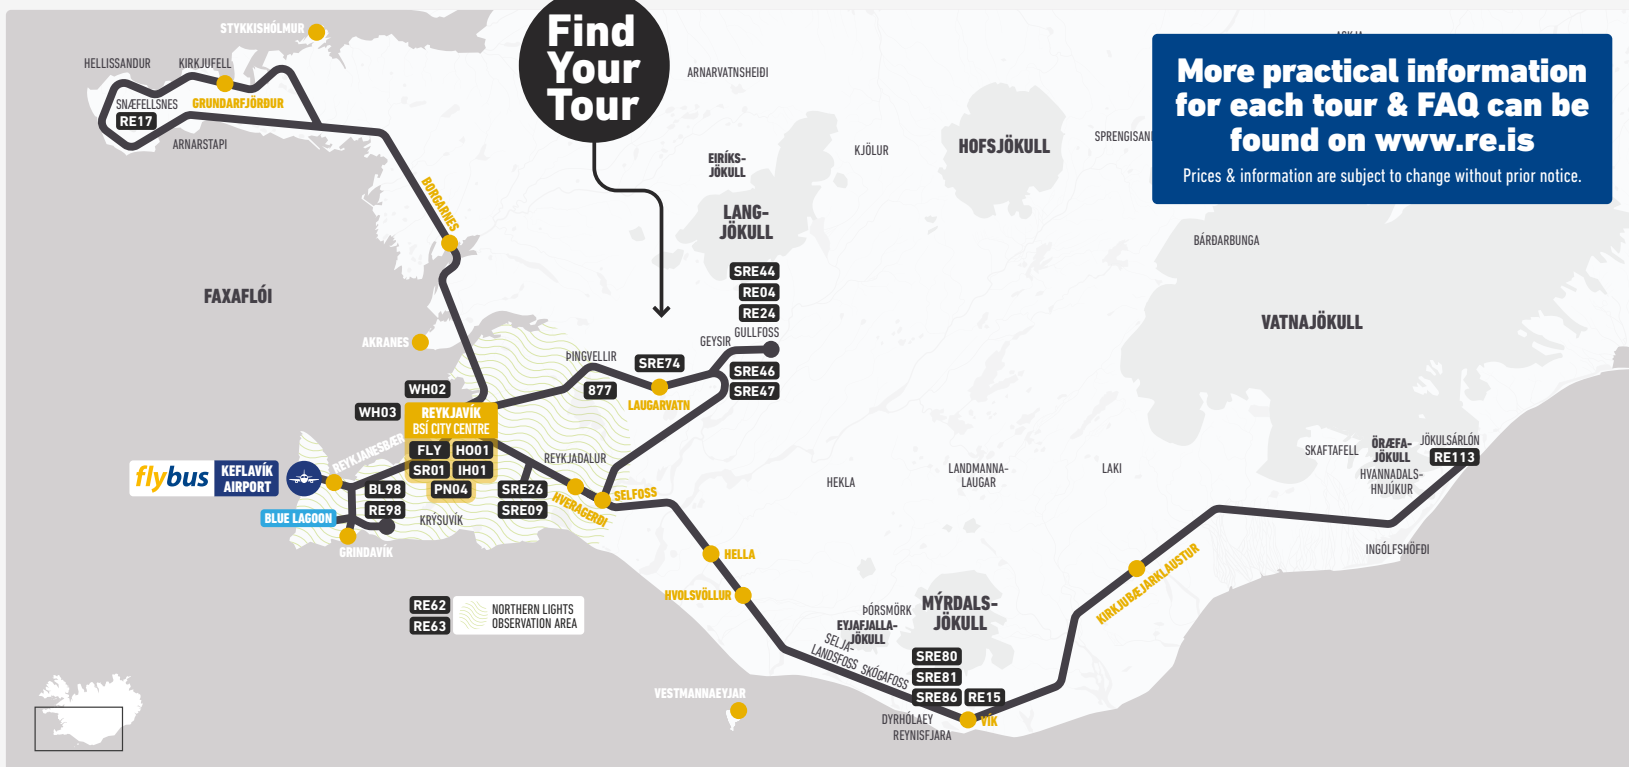 Find
Your
Tour
More practical information
for each tour & FAQ can be
found on www.re.is
Prices & information are subject to change without prior notice.
STYKKISHÓLMUR
HELLISSANDUR
KIRKJUFELL
SNÆFELLSNES
RE17
GRUNDARFJÖRÐUR
ARNARSTAPI
BORGARNES
FAXAFLÓI
AKRANES
ARNARVATNSHEIÐI
EIRÍKS-
JÖKULL
LANG-
JÖKULL
KJÖLUR
HOFSJÖKULL
BÁRÐARBUNGA
VATNAJÖKULL
SRE44
RE04
RE24
GULLFOSS
GEYSIR
SRE46
SRE47
ÞINGVELLIR
SRE74
877
LAUGARVATN
WH02
WH03
REYKJAVÍK
BSÍ CITY CENTRE
FLY
HO01
SR01
IH01
PN04
REYKJANESBÆR
flybus
KEFLAVÍK
AIRPORT
BL98
RE98
BLUE LAGOON
GRINDAVÍK
KRÝSUVÍK
REYKJADALUR
SRE26
SRE09
HVERAGERÐI
SELFOSS
HELLA
HVOLSVÖLLUR
HEKLA
LANDMANNA-
LAUGAR
LAKI
SKAFTAFELL
ÖRÆFA-
JÖKULL
HVANNADALS-
HNJÚKUR
JÖKULSÁRLÓN
RE113
INGÓLFSHÖFÐI
KIRKJUBÆJARKLAUSTUR
RE62
RE63
NORTHERN LIGHTS
OBSERVATION AREA
ÞÓRSMÖRK
EYJAFJALLA-
JÖKULL
MÝRDALS-
JÖKULL
SELJA-
LANDSFOSS
SKÓGAFOSS
SRE80
SRE81
SRE86
RE15
VÍK
DYRHÓLAEY
REYNISFJARA
VESTMANNAEYJAR